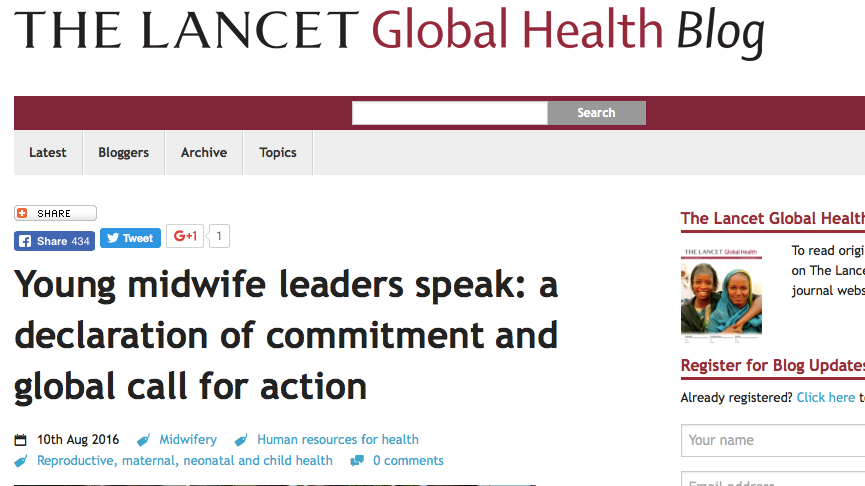 THE LANCET Global Health Blog
Search
Latest
Bloggers
Archive
Topics
SHARE
Share 434
Tweet
G+1
1
Young midwife leaders speak: a
declaration of commitment and
global call for action
10th Aug 2016 Midwifery Human resources for health
Reproductive, maternal, neonatal and child health 0 comments
The Lancet Global Health
THE LANCET Global Health
To read origi
on The Lance
journal webs
Register for Blog Updates
Already registered? Click here t
Your name
Email address